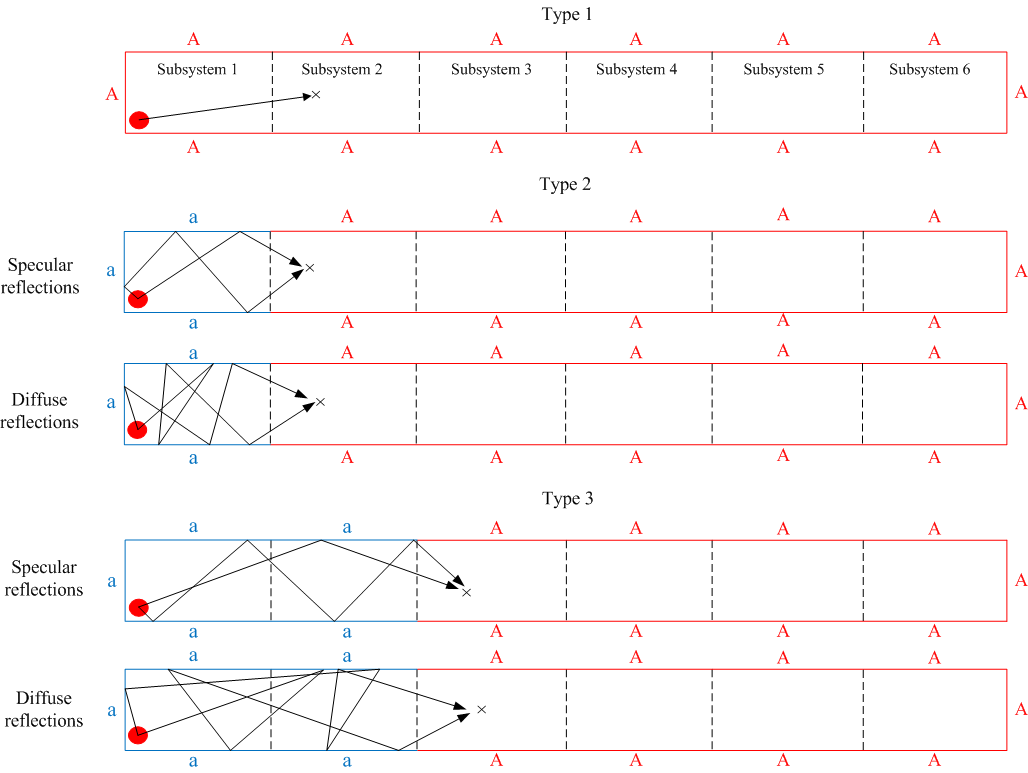 Type 1
A A A A A A
Subsystem 1 Subsystem 2 Subsystem 3 Subsystem 4 Subsystem 5 Subsystem 6
A A
A A A A A A
Type 2
a A A A A A
Specular
reflections
a A
a A A A A A
a A A A A A
Diffuse
reflections
a A
a A A A A A
Type 3
a a A A A A
Specular
reflections
a A
a a A A A A
a a A A A A
Diffuse
reflections
a A
a a A A A A